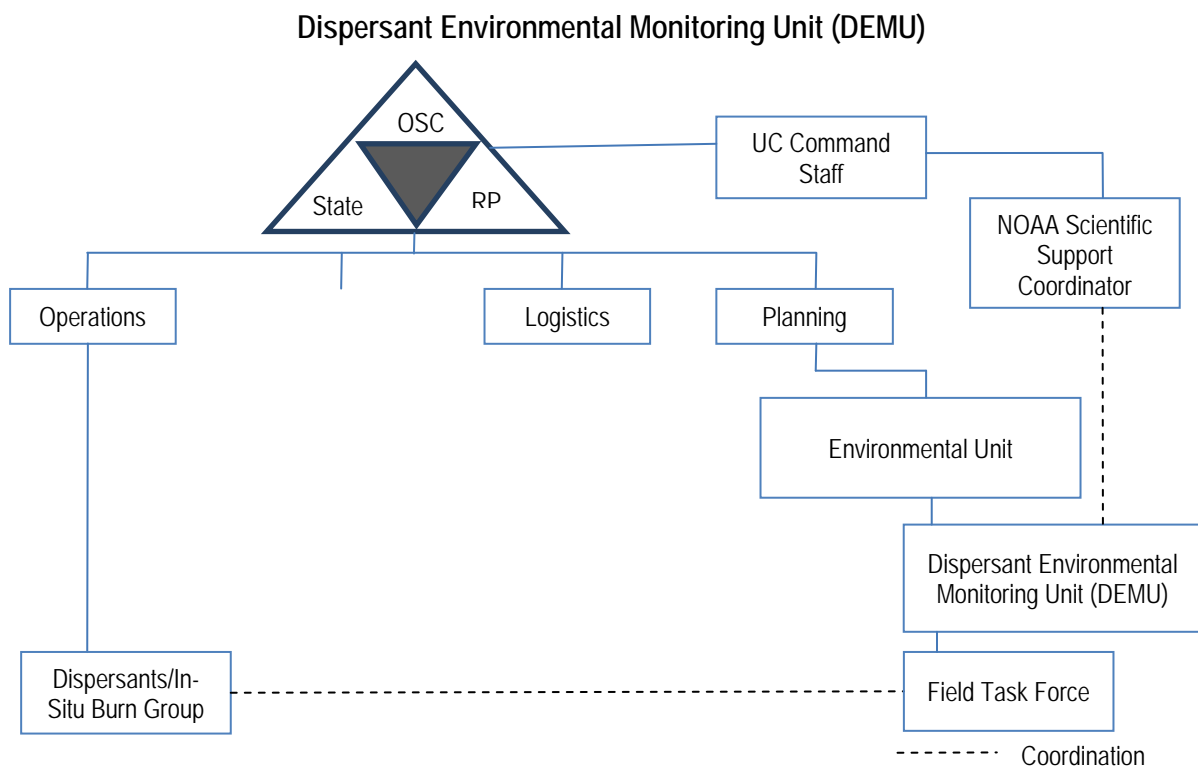 Dispersant Environmental Monitoring Unit (DEMU)
OSC
State
RP
UC Command
Staff
NOAA Scientific
Support
Coordinator
Operations
Logistics
Planning
Environmental Unit
Dispersant Environmental
Monitoring Unit (DEMU)
Dispersants/In-
Situ Burn Group
Field Task Force
Coordination